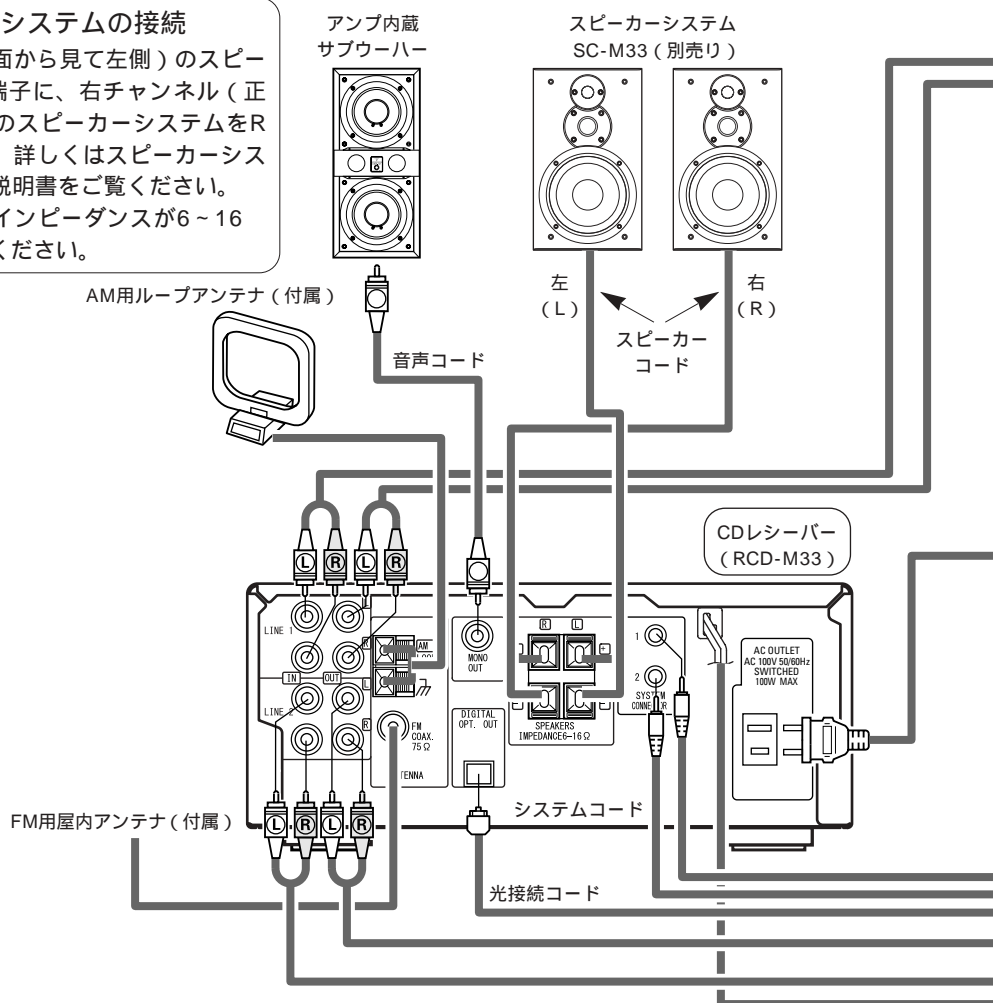 システムの接続
面から見て左側）のスピー
端子に、右チャンネル（正
のスピーカーシステムをR
詳しくはスピーカーシス
説明書をご覧ください。
インピーダンスが6～16
ください。
アンプ内蔵
サブウーハー
スピーカーシステム
SC-M33（別売り）
左
（L）
右
（R）
スピーカー
コード
AM用ループアンテナ（付属）
音声コード
CDレシーバー
（RCD-M33）
L
R
L
R
LINE 1
L
R
IN
OUT
LINE 2
L
R
AM
FM
COAX.
75Ω
TENNA
MONO
OUT
DIGITAL
OPT. OUT
R
L
+
SPEAKERS
IMPEDANCE6-16Ω
1
2
SYSTEM
CONNECTOR
AC OUTLET
AC 100V 50/60Hz
SWITCHED
100W MAX
L
R
L
R
FM用屋内アンテナ（付属）
システムコード
光接続コード